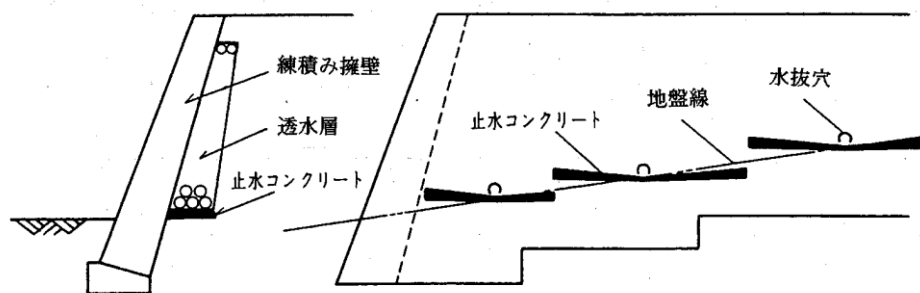 練積み擁壁
透水層
止水コンクリート
水抜穴
地盤線
止水コンクリート